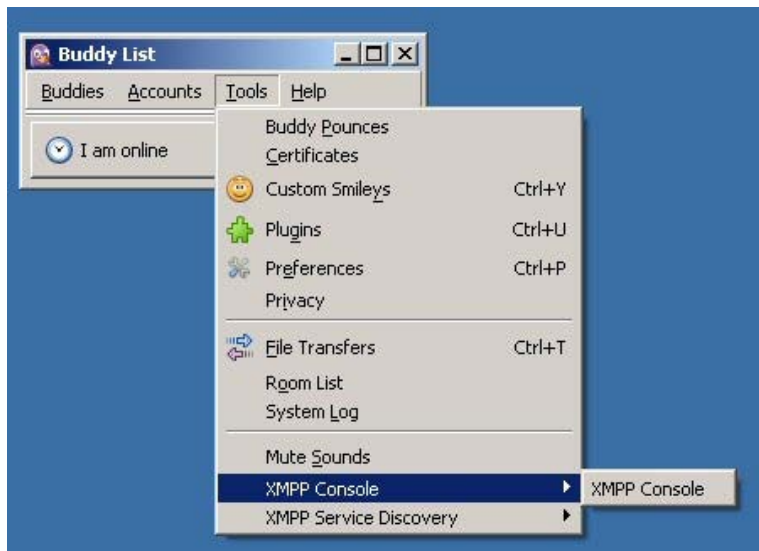 Buddy List
Buddies Accounts Tools Help
I am online
Buddy Pounces
Certificates
Custom Smileys Ctrl+Y
Plugins Ctrl+U
Preferences Ctrl+P
Privacy
File Transfers Ctrl+T
Room List
System Log
Mute Sounds
XMPP Console XMPP Console
XMPP Service Discovery